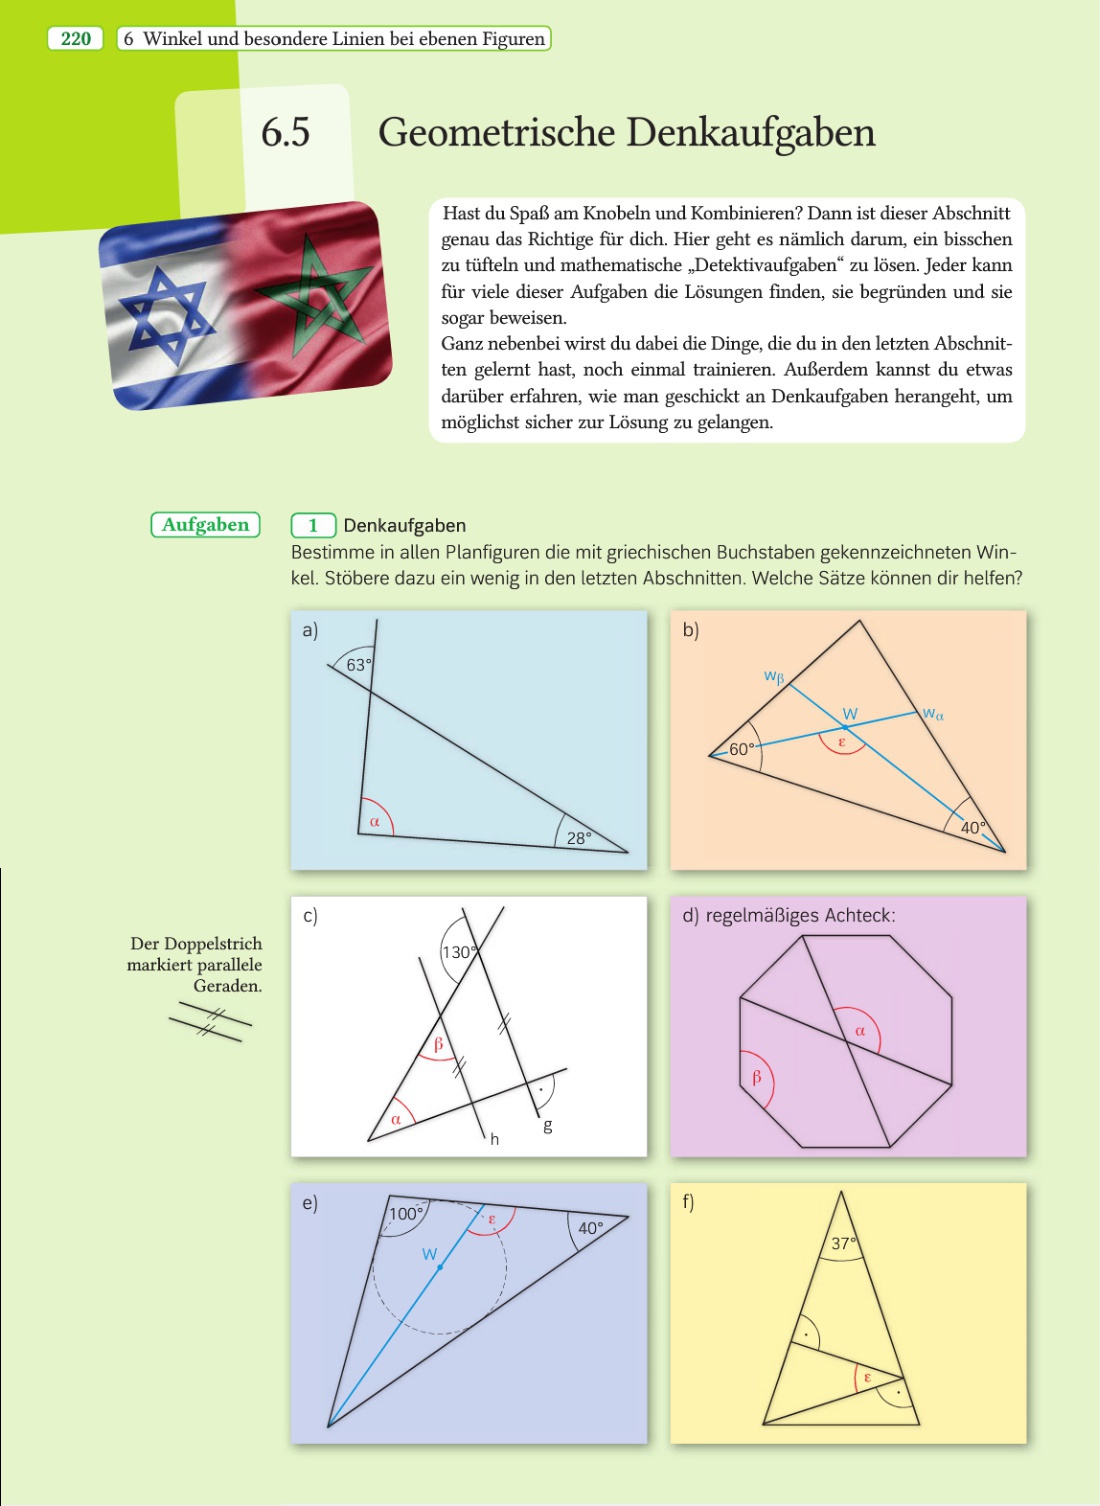 220
6 Winkel und besondere Linien bei ebenen Figuren
6.5 Geometrische Denkaufgaben
Hast du Spaß am Knobeln und Kombinieren? Dann ist dieser Abschnitt
genau das Richtige für dich. Hier geht es nämlich darum, ein bisschen
zu tüfteln und mathematische „Detektivaufgaben“ zu lösen. Jeder kann
für viele dieser Aufgaben die Lösungen finden, sie begründen und sie
sogar beweisen.
Ganz nebenbei wirst du dabei die Dinge, die du in den letzten Abschnit-
ten gelernt hast, noch einmal trainieren. Außerdem kannst du etwas
darüber erfahren, wie man geschickt an Denkaufgaben herangeht, um
möglichst sicher zur Lösung zu gelangen.
Aufgaben
1 Denkaufgaben
Bestimme in allen Planfiguren die mit griechischen Buchstaben gekennzeichneten Win-
kel. Stöbere dazu ein wenig in den letzten Abschnitten. Welche Sätze können dir helfen?
a)
63°
α
28°
b)
wβ
W
wα
60°
ε
40°
Der Doppelstrich
markiert parallele
Geraden.
c)
130°
β
α
g
h
d) regelmäßiges Achteck:
α
β
e)
100°
ε
40°
W
f)
37°
ε